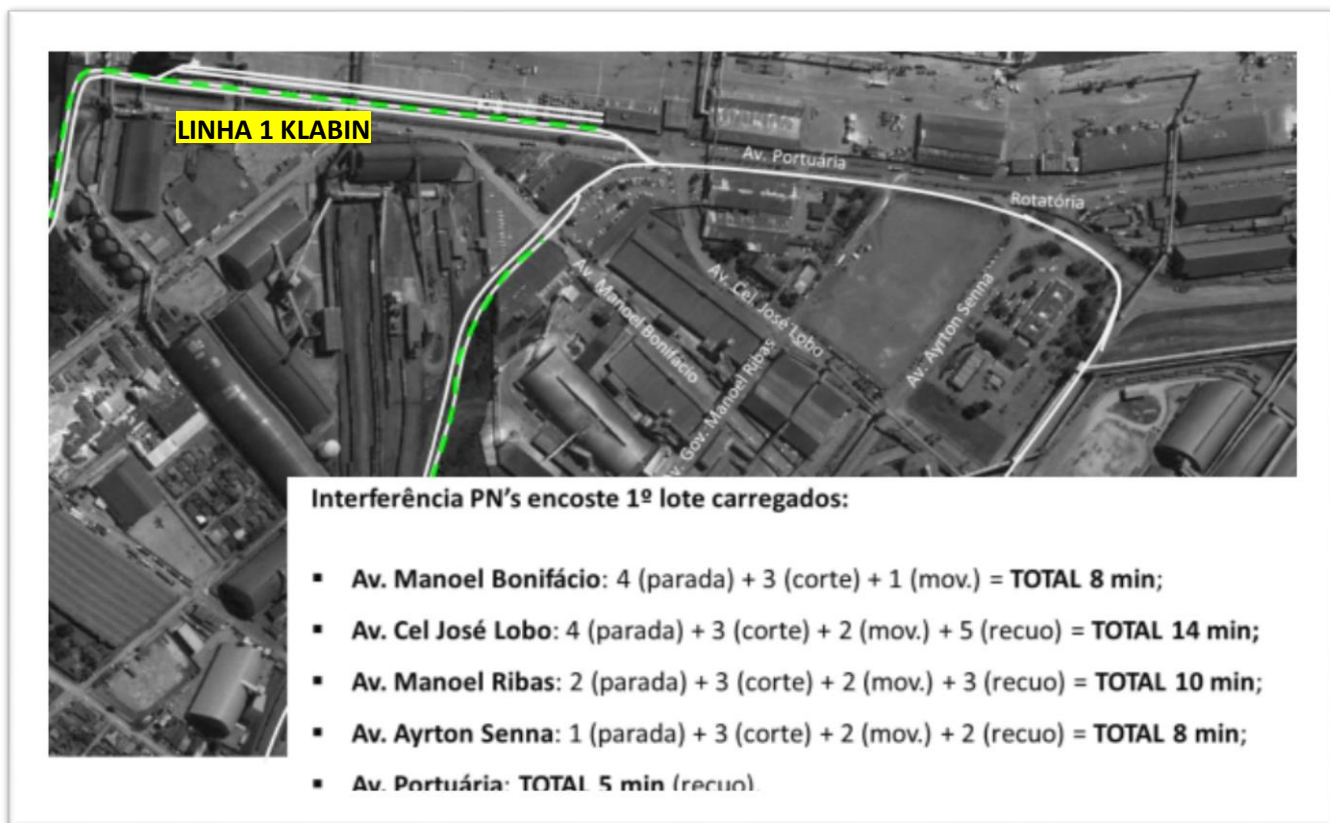 LINHA 1 KLABIN
Av. Portuária
Rotatória
Av. Manoel Bonifácio
Av. Cel José Lobo
Av. Gov. Manoel Ribas
Av. Ayrton Senna
Interferência PN's encoste 1º lote carregados:
▪ Av. Manoel Bonifácio: 4 (parada) + 3 (corte) + 1 (mov.) = TOTAL 8 min;
▪ Av. Cel José Lobo: 4 (parada) + 3 (corte) + 2 (mov.) + 5 (recuo) = TOTAL 14 min;
▪ Av. Manoel Ribas: 2 (parada) + 3 (corte) + 2 (mov.) + 3 (recuo) = TOTAL 10 min;
▪ Av. Ayrton Senna: 1 (parada) + 3 (corte) + 2 (mov.) + 2 (recuo) = TOTAL 8 min;
▪ Av. Portuária: TOTAL 5 min (recuo).